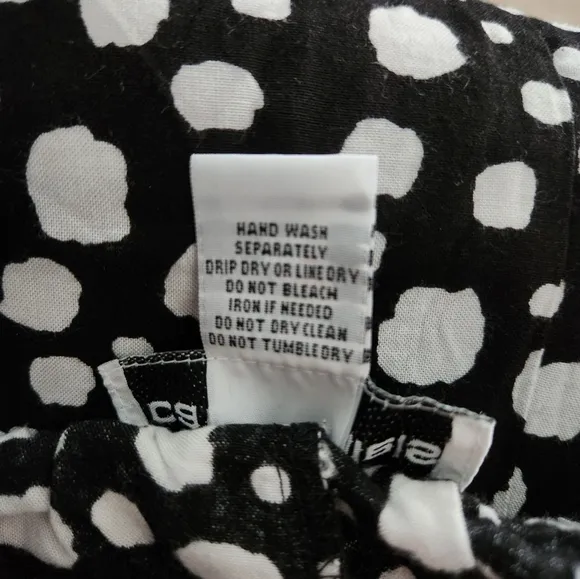 HAND WASH
SEPARATELY
DRIP DRY OR LINE DRY
DO NOT BLEACH
IRON IF NEEDED
DO NOT DRY CLEAN
DO NOT TUMBLE DRY